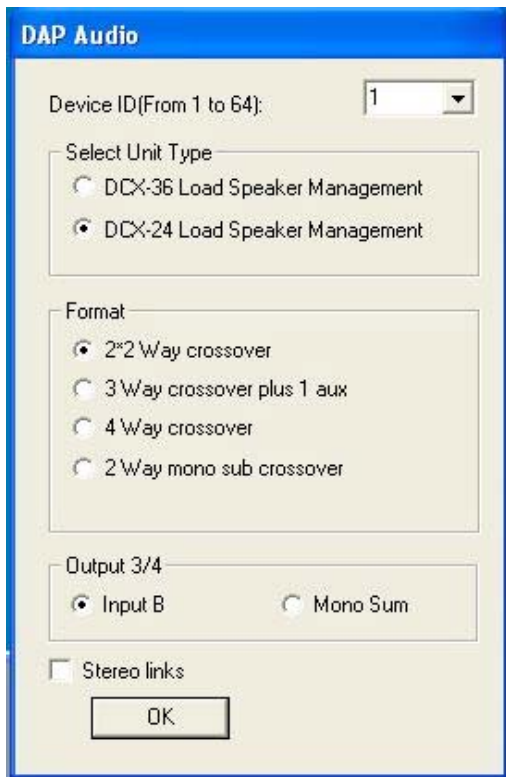 DAP Audio
Device ID(From 1 to 64): 1
Select Unit Type
DCX-36 Load Speaker Management
DCX-24 Load Speaker Management
Format
2*2 Way crossover
3 Way crossover plus 1 aux
4 Way crossover
2 Way mono sub crossover
Output 3/4
Input B Mono Sum
Stereo links
OK